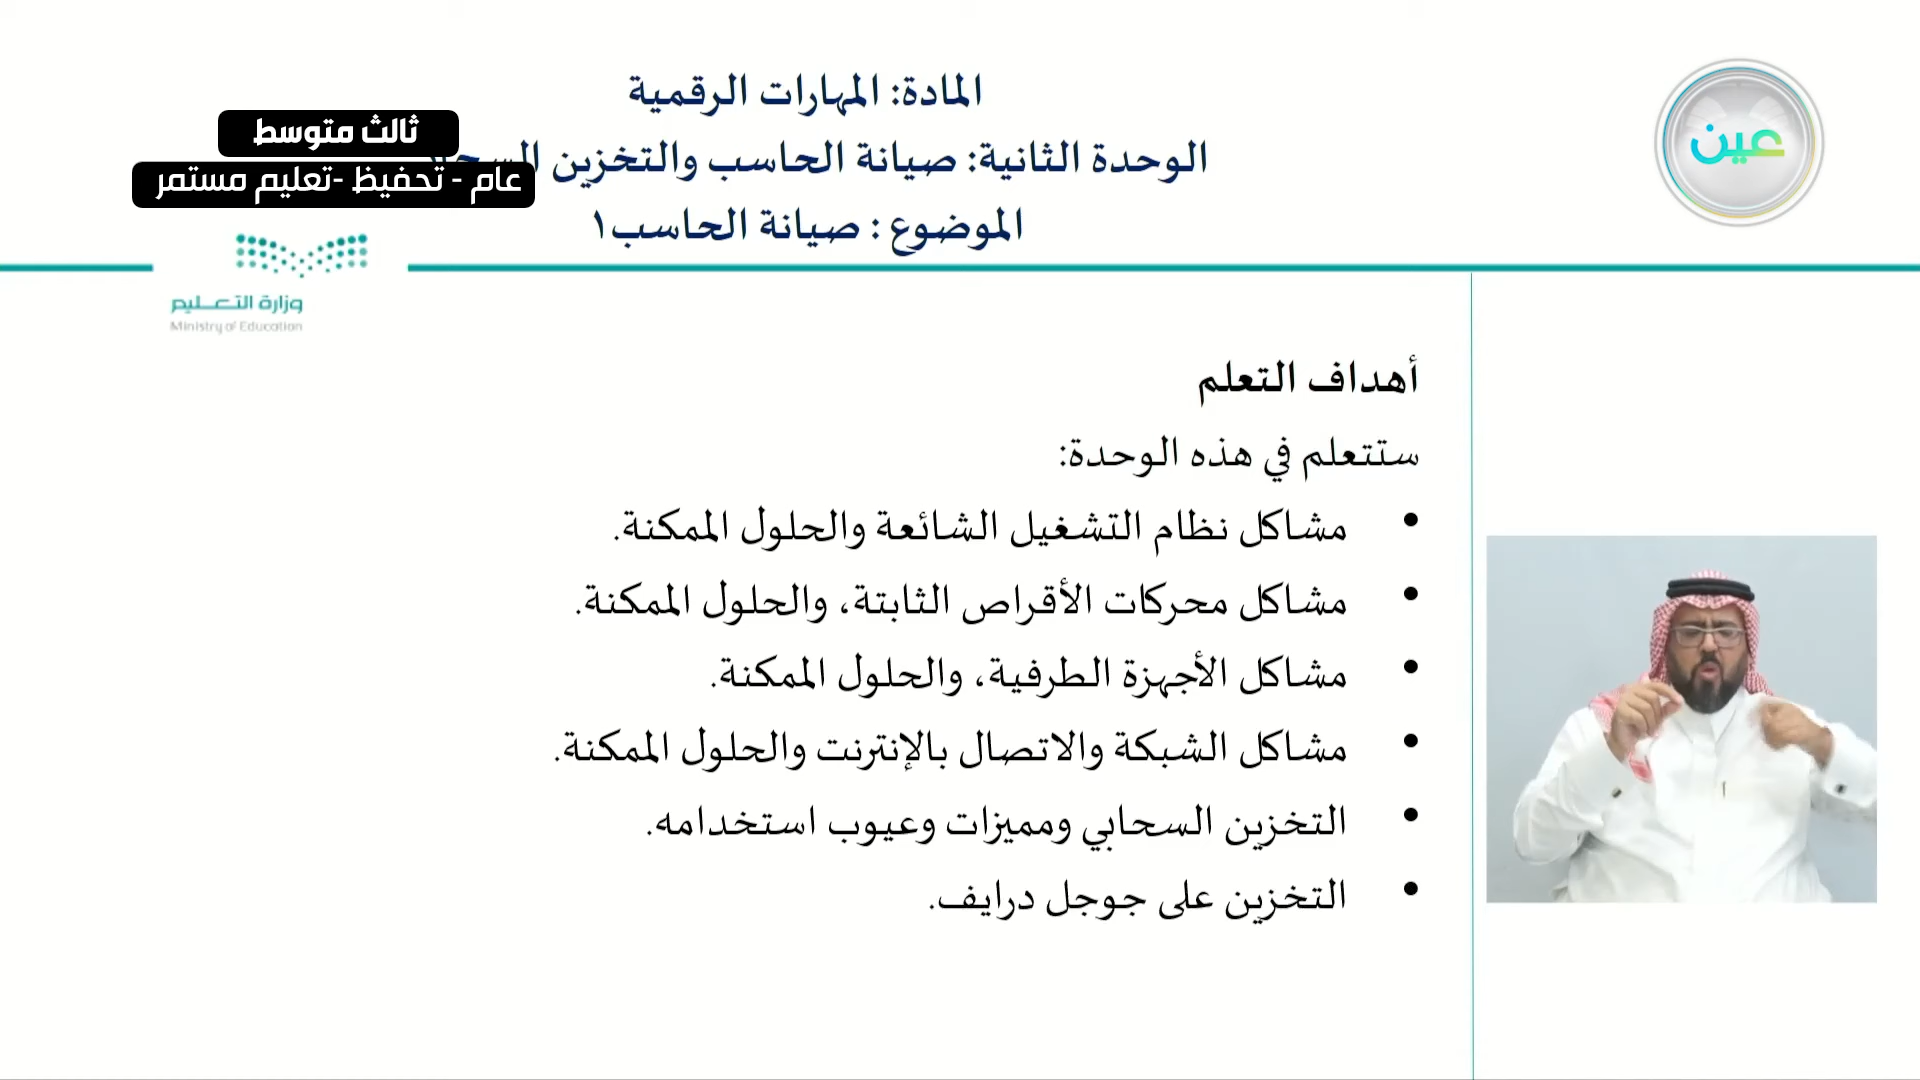 المادة: المهارات الرقمية
الوحدة الثانية: صيانة الحاسب والتخزين
الموضوع : صيانة الحاسب١
ثالث متوسط
عام - تحفيظ -تعليم مستمر
عين
وزارة التعليم
Ministry of Education
أهداف التعلم
ستتعلم في هذه الوحدة:
• مشاكل نظام التشغيل الشائعة والحلول الممكنة.
• مشاكل محركات الأقراص الثابتة، والحلول الممكنة.
• مشاكل الأجهزة الطرفية، والحلول الممكنة.
• مشاكل الشبكة والاتصال بالإنترنت والحلول الممكنة.
• التخزين السحابي ومميزات وعيوب استخدامه.
• التخزين على جوجل درايف.